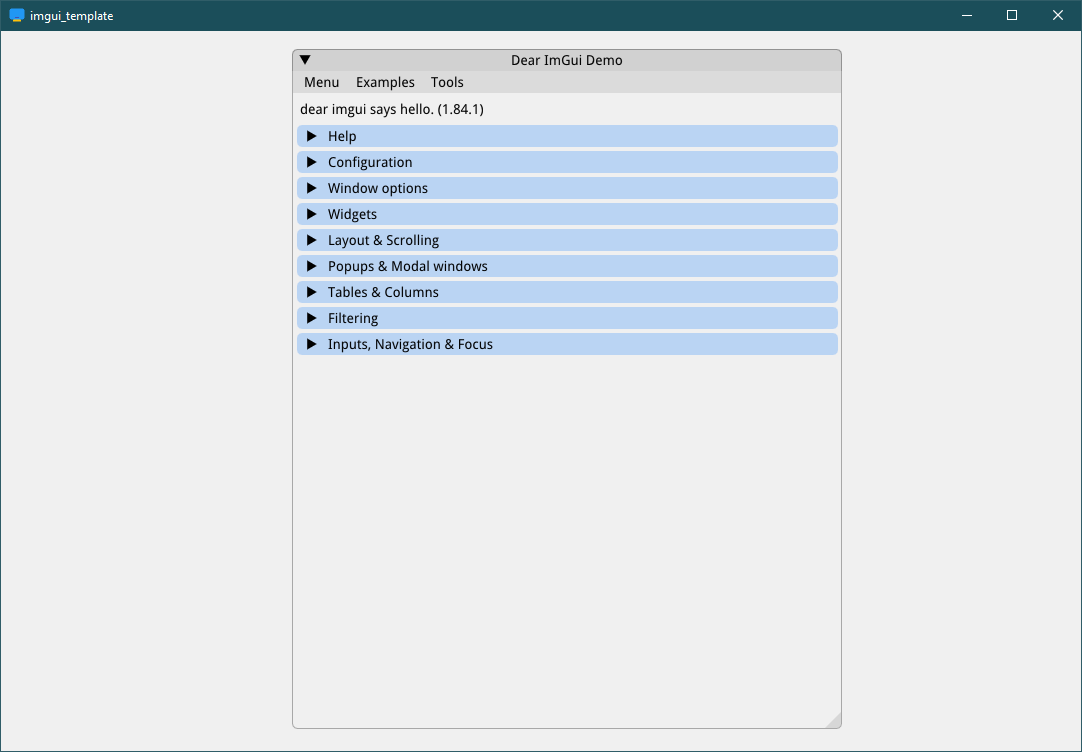 imgui_template
Dear ImGui Demo
Menu Examples Tools
dear imgui says hello. (1.84.1)
Help
Configuration
Window options
Widgets
Layout & Scrolling
Popups & Modal windows
Tables & Columns
Filtering
Inputs, Navigation & Focus